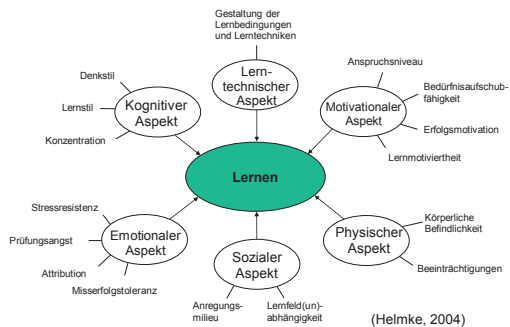 Gestaltung der
Lernbedingungen
und Lerntechniken
Lern-
technischer
Aspekt
Denkstil
Lernstil
Konzentration
Kognitiver
Aspekt
Anspruchsniveau
Bedürfnisaufschub-
fähigkeit
Erfolgsmotivation
Lernmotiviertheit
Motivationaler
Aspekt
Lernen
Stressresistenz
Prüfungsangst
Attribution
Misserfolgstoleranz
Emotionaler
Aspekt
Sozialer
Aspekt
Anregungs-
milieu
Lernfeld(un)-
abhängigkeit
Physischer
Aspekt
Körperliche
Befindlichkeit
Beeinträchtigungen
(Helmke, 2004)